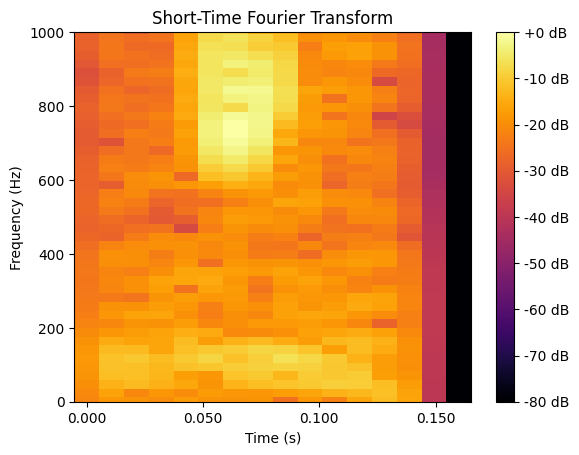 Short-Time Fourier Transform
1000
800
600
400
200
0
Frequency (Hz)
0.000
0.050
0.100
0.150
Time (s)
+0 dB
-10 dB
-20 dB
-30 dB
-40 dB
-50 dB
-60 dB
-70 dB
-80 dB